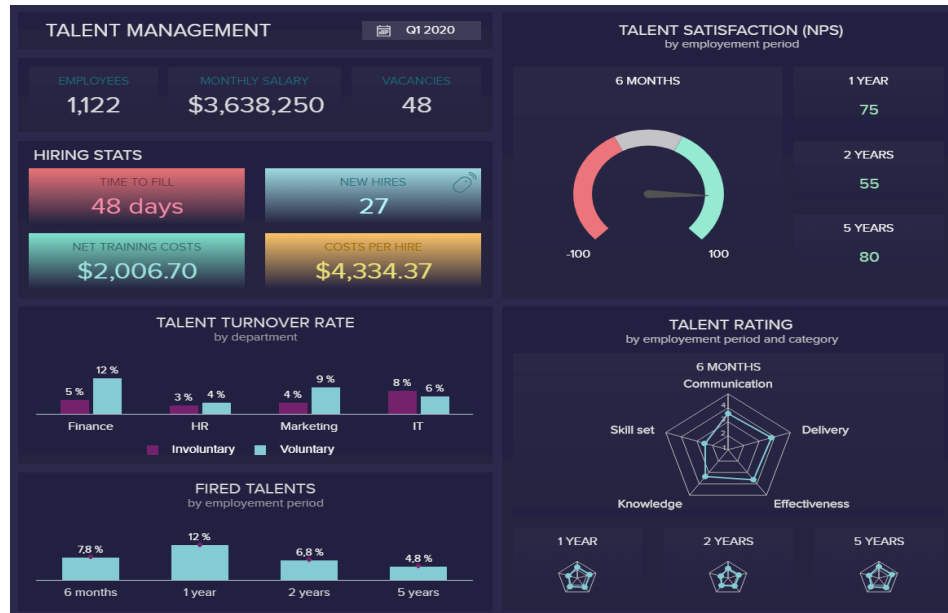 TALENT MANAGEMENT
Q1 2020
EMPLOYEES
1,122
MONTHLY SALARY
$3,638,250
VACANCIES
48
HIRING STATS
TIME TO FILL
48 days
NEW HIRES
27
NET TRAINING COSTS
$2,006.70
COSTS PER HIRE
$4,334.37
TALENT TURNOVER RATE
by department
5 %
12 %
3 %
4 %
4 %
9 %
8 %
6 %
Finance
HR
Marketing
IT
Involuntary
Voluntary
FIRED TALENTS
by employement period
7,8 %
12 %
6,8 %
4,8 %
6 months
1 year
2 years
5 years
TALENT SATISFACTION (NPS)
by employement period
6 MONTHS
-100
100
1 YEAR
75
2 YEARS
55
5 YEARS
80
TALENT RATING
by employement period and category
6 MONTHS
Communication
4
3
2
1
Skill set
Delivery
Knowledge
Effectiveness
1 YEAR
2 YEARS
5 YEARS